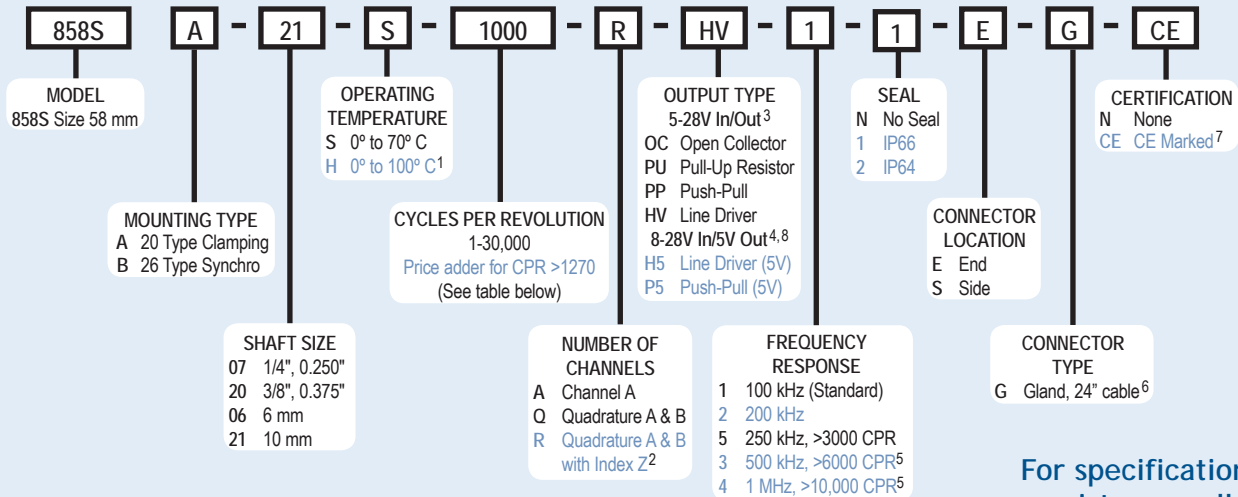 858S A - 21 - S - 1000 - R - HV - 1 - 1 - E - G - CE
MODEL
858S Size 58 mm
MOUNTING TYPE
A 20 Type Clamping
B 26 Type Synchro
SHAFT SIZE
07 1/4", 0.250"
20 3/8", 0.375"
06 6 mm
21 10 mm
OPERATING
TEMPERATURE
S 0º to 70º C
H 0º to 100º C1
CYCLES PER REVOLUTION
1-30,000
Price adder for CPR >1270
(See table below)
NUMBER OF
CHANNELS
A Channel A
Q Quadrature A & B
R Quadrature A & B
with Index Z2
OUTPUT TYPE
5-28V In/Out3
OC Open Collector
PU Pull-Up Resistor
PP Push-Pull
HV Line Driver
8-28V In/5V Out4,8
H5 Line Driver (5V)
P5 Push-Pull (5V)
FREQUENCY
RESPONSE
1 100 kHz (Standard)
2 200 kHz
5 250 kHz, >3000 CPR
3 500 kHz, >6000 CPR5
4 1 MHz, >10,000 CPR5
SEAL
N No Seal
1 IP66
2 IP64
CONNECTOR
LOCATION
E End
S Side
CONNECTOR
TYPE
G Gland, 24” cable6
CERTIFICATION
N None
CE CE Marked7
For specification